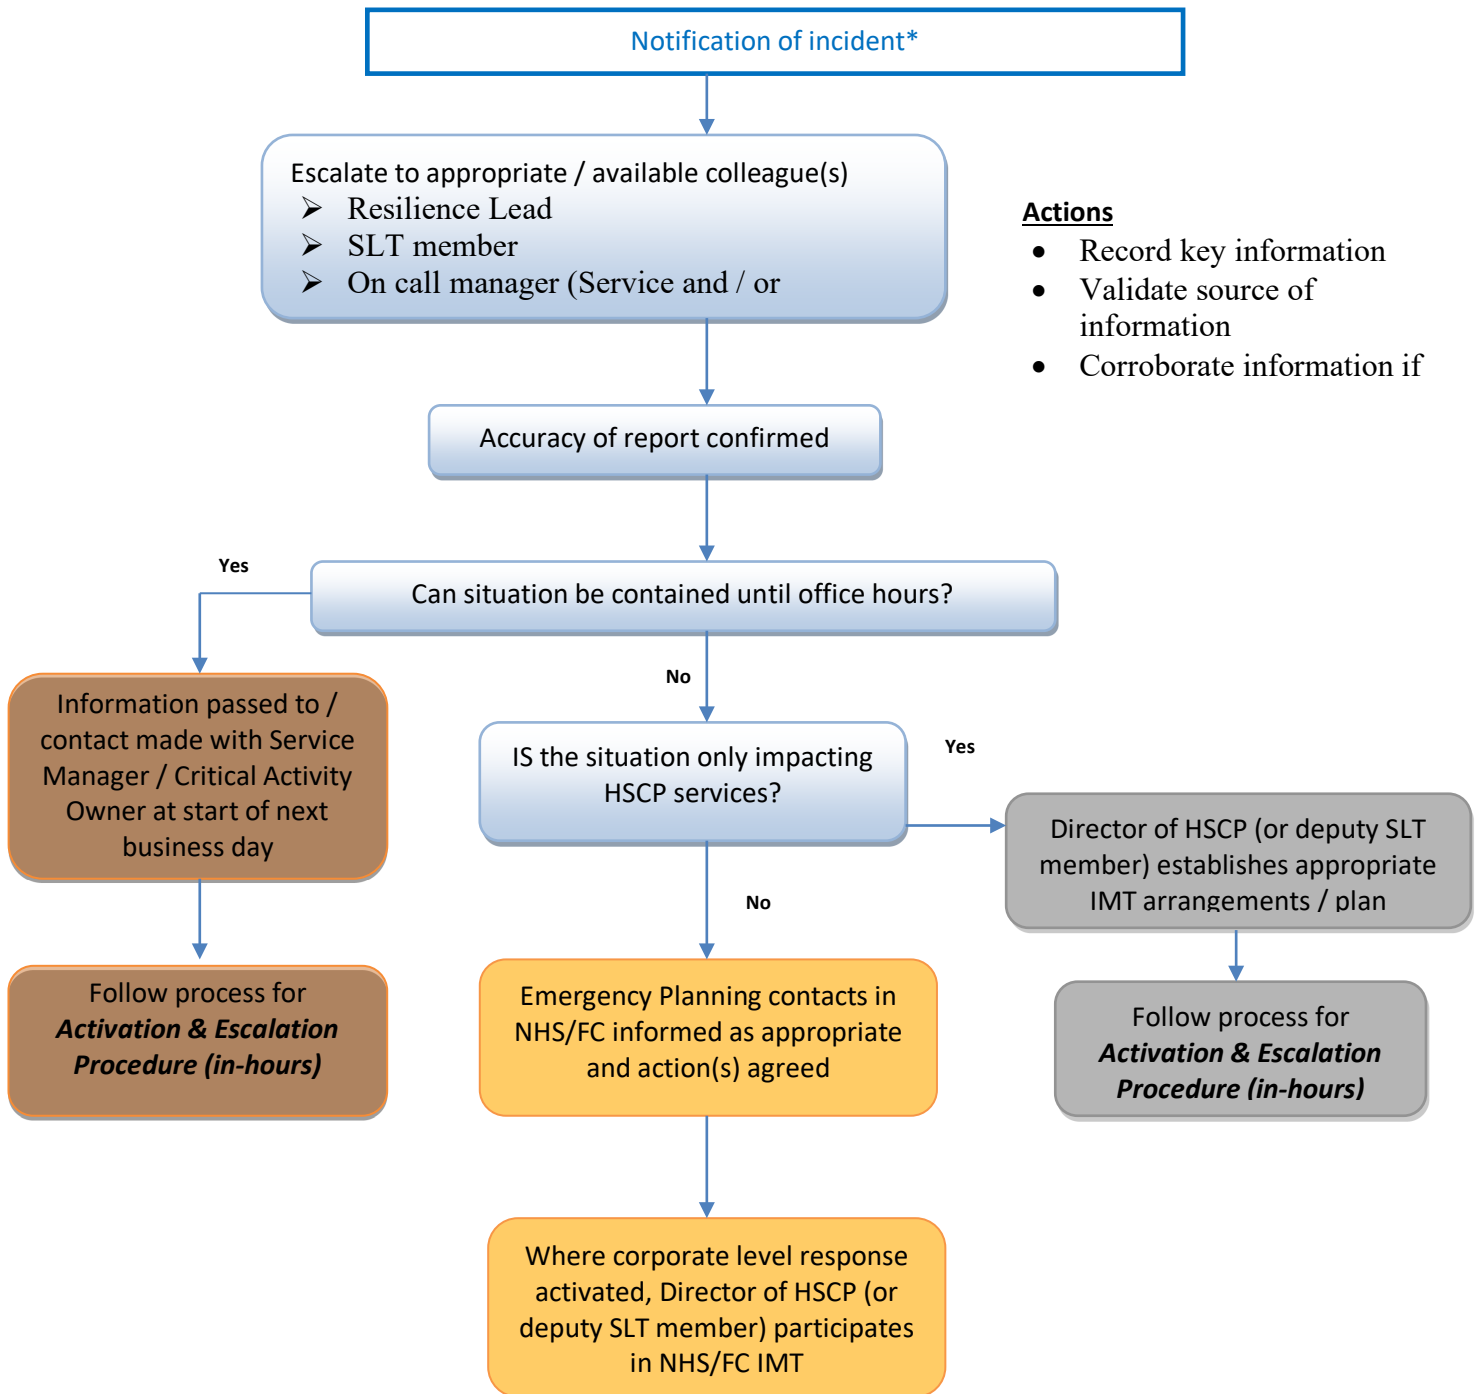 Notification of incident*
Escalate to appropriate / available colleague(s)
➢ Resilience Lead
➢ SLT member
➢ On call manager (Service and / or
Actions
• Record key information
• Validate source of
information
• Corroborate information if
Accuracy of report confirmed
Can situation be contained until office hours?
Yes
No
Information passed to /
contact made with Service
Manager / Critical Activity
Owner at start of next
business day
IS the situation only impacting
HSCP services?
Yes
No
Director of HSCP (or deputy SLT
member) establishes appropriate
IMT arrangements / plan
Follow process for
Activation & Escalation
Procedure (in-hours)
Emergency Planning contacts in
NHS/FC informed as appropriate
and action(s) agreed
Follow process for
Activation & Escalation
Procedure (in-hours)
Where corporate level response
activated, Director of HSCP (or
deputy SLT member) participates
in NHS/FC IMT